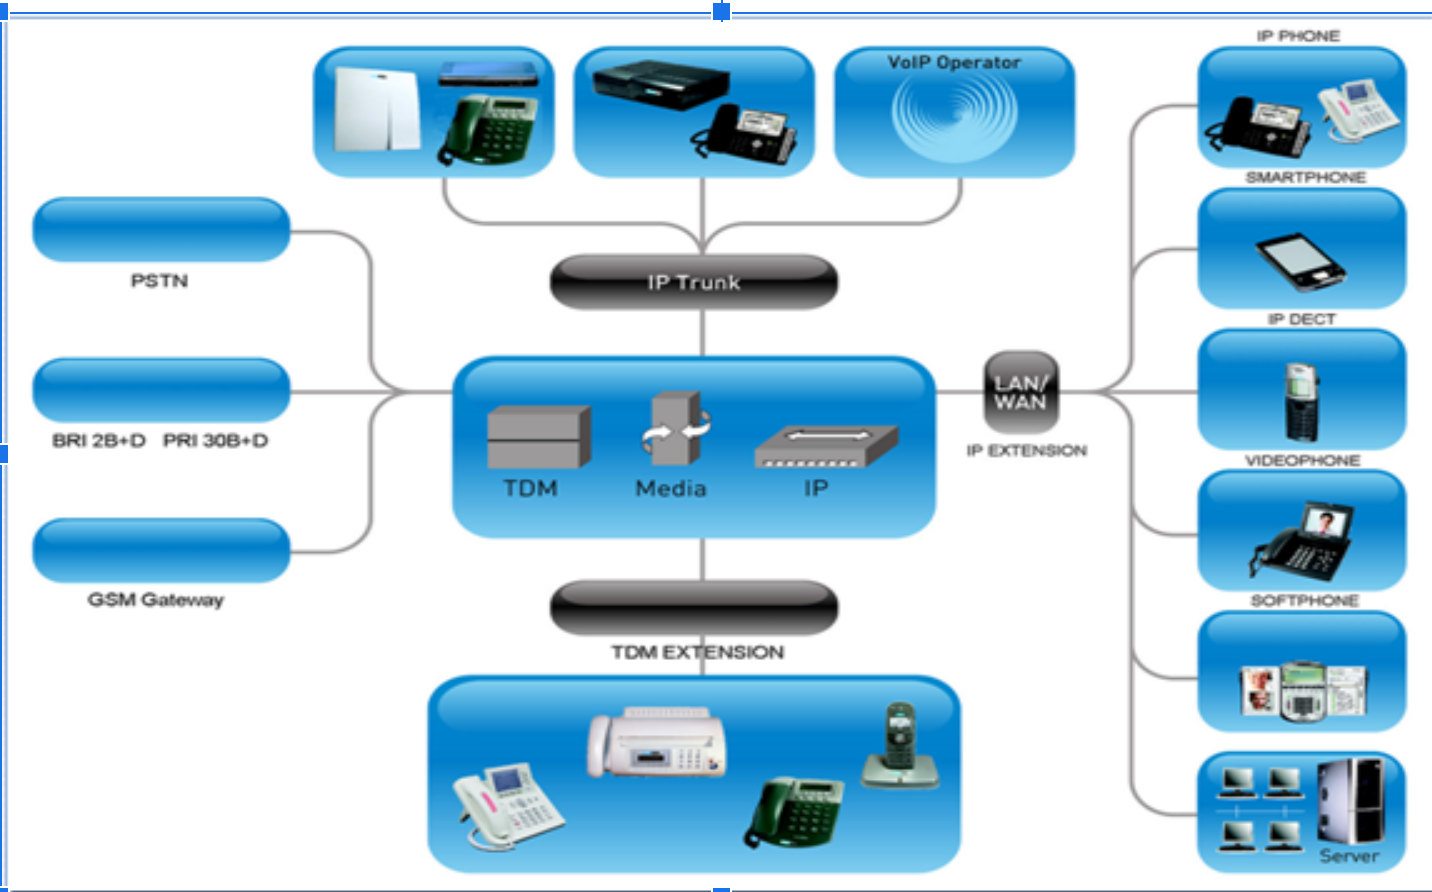 IP PHONE
VoIP Operator
SMARTPHONE
PSTN
IP Trunk
IP DECT
LAN/
WAN
BRI 2B+D PRI 30B+D
IP EXTENSION
VIDEOPHONE
TDM
Media
IP
GSM Gateway
SOFTPHONE
TDM EXTENSION
Server